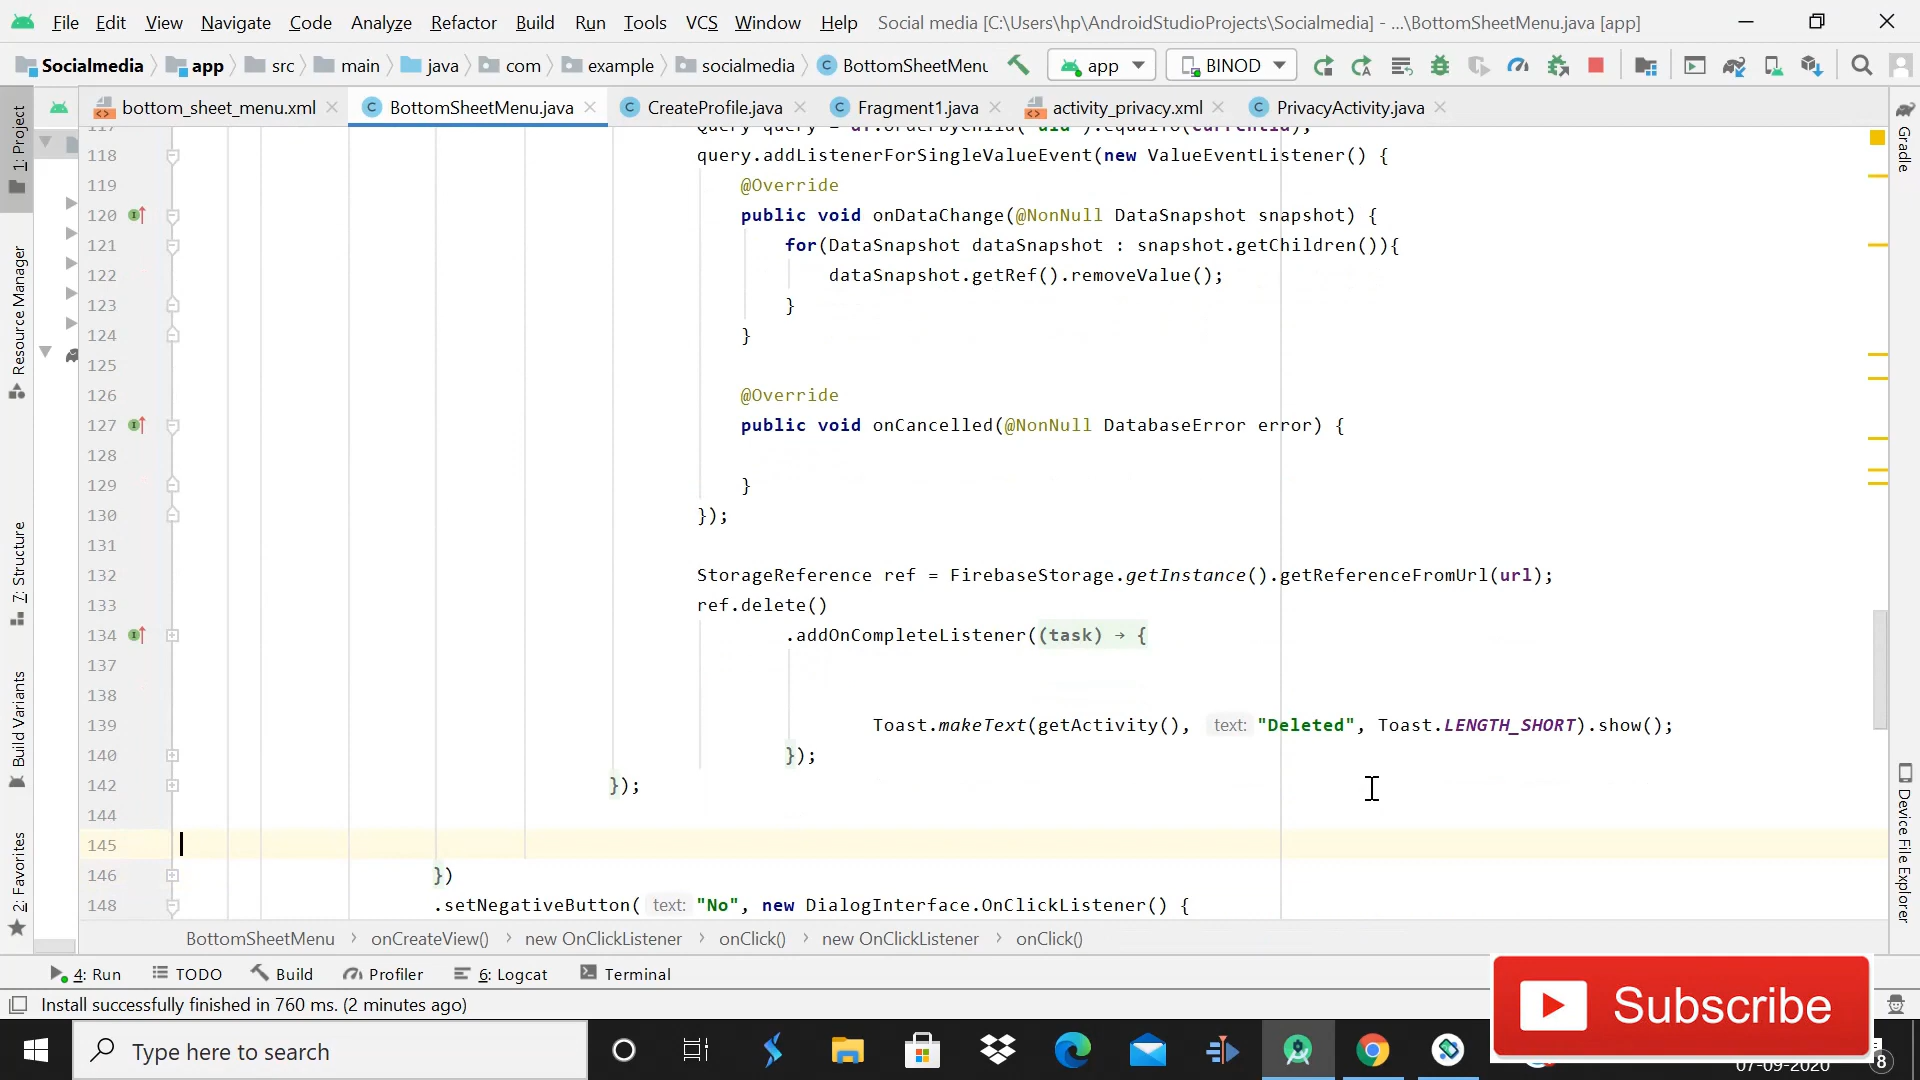 File Edit View Navigate Code Analyze Refactor Build Run Tools VCS Window Help Social media [C:\Users\hp\AndroidStudioProjects\Socialmedia] - ...\BottomSheetMenu.java [app]
Socialmedia app src main java com example socialmedia BottomSheetMenu app BINOD
bottom_sheet_menu.xml BottomSheetMenu.java CreateProfile.java Fragment1.java activity_privacy.xml PrivacyActivity.java
118 query.addListenerForSingleValueEvent(new ValueEventListener() {
119 @Override
120 public void onDataChange(@NonNull DataSnapshot snapshot) {
121 for(DataSnapshot dataSnapshot : snapshot.getChildren()){
122 dataSnapshot.getRef().removeValue();
123 }
124 }
125
126 @Override
127 public void onCancelled(@NonNull DatabaseError error) {
128
129 }
130 });
131
132 StorageReference ref = FirebaseStorage.getInstance().getReferenceFromUrl(url);
133 ref.delete()
134 .addOnCompleteListener((task) → {
137
138
139 Toast.makeText(getActivity(), text: "Deleted", Toast.LENGTH_SHORT).show();
140 });
142 });
144
145
146 })
148 .setNegativeButton( text: "No", new DialogInterface.OnClickListener() {
BottomSheetMenu > onCreateView() > new OnClickListener > onClick() > new OnClickListener > onClick()
4: Run TODO Build Profiler 6: Logcat Terminal
Install successfully finished in 760 ms. (2 minutes ago)
Type here to search
07-09-2020
8
Subscribe
1: Project
Resource Manager
7: Structure
Build Variants
2: Favorites
Gradle
Device File Explorer